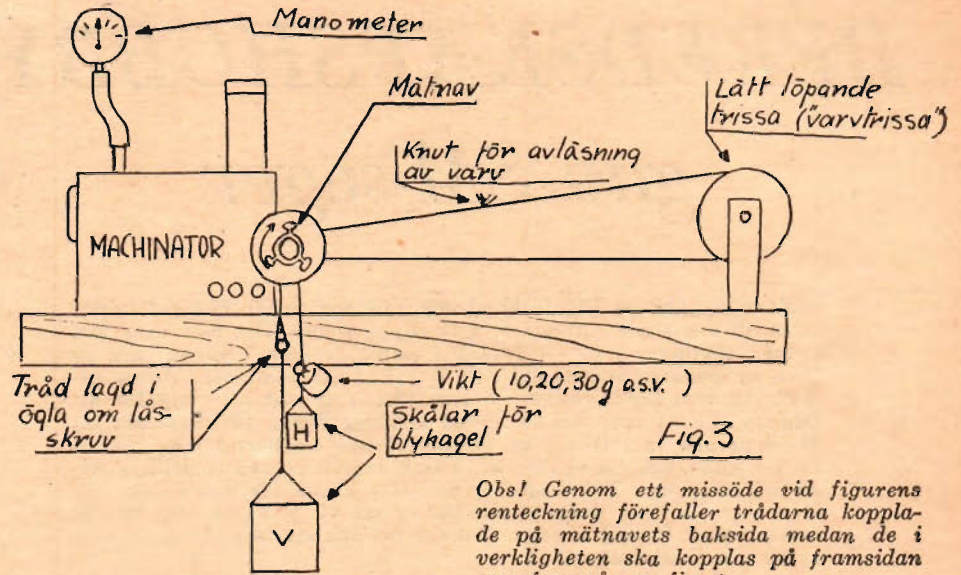 Manometer
Mätnav
Lätt löpande
trissa ("varvtrissa")
Knut för avläsning
av varv
MACHINATOR
Tråd lagd i
ögla om lås-
skruv
Vikt (10,20,30g o.s.v.)
Skålar för
blyhagel
H
V
Fig.3
Obs! Genom ett missöde vid figurens
renteckning förefaller trådarna koppla-
de på mätnavets baksida medan de i
verkligheten ska kopplas på framsidan